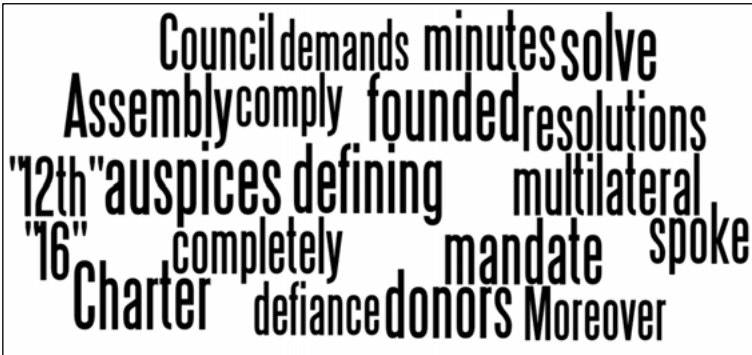 Council demands minutes solve
Assembly comply founded resolutions
"12th" auspices defining multilateral
"16" completely mandate spoke
Charter defiance donors Moreover